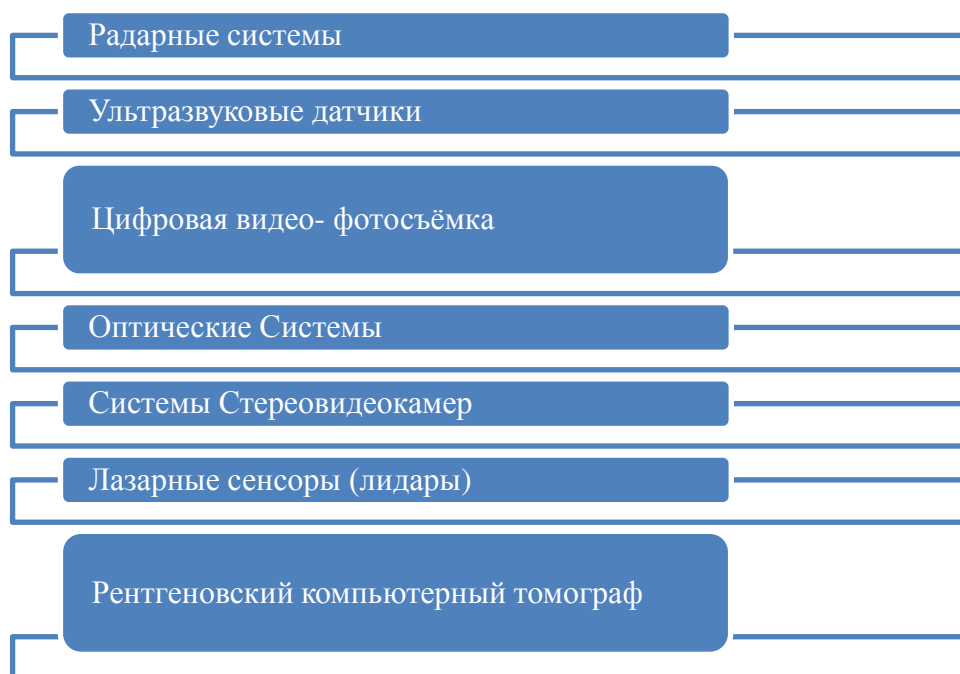 Радарные системы
Ультразвуковые датчики
Цифровая видео- фотосъёмка
Оптические Системы
Системы Стереовидеокамер
Лазарные сенсоры (лидары)
Рентгеновский компьютерный томограф